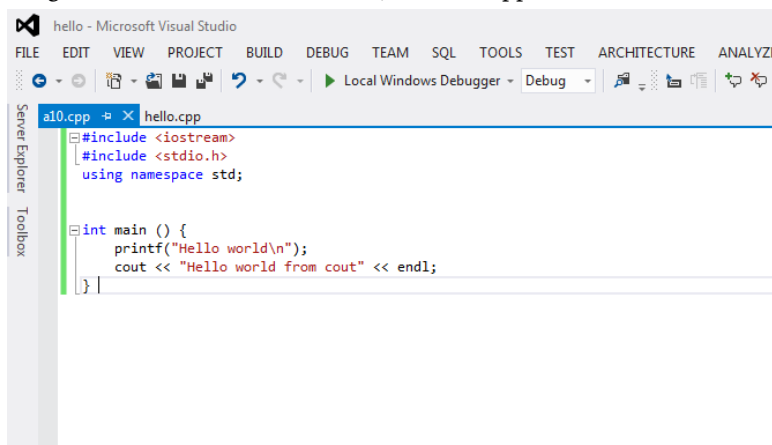 hello - Microsoft Visual Studio
FILE EDIT VIEW PROJECT BUILD DEBUG TEAM SQL TOOLS TEST ARCHITECTURE ANALYZE
Local Windows Debugger Debug
Server Explorer
Toolbox
a10.cpp hello.cpp
#include <iostream>
#include <stdio.h>
using namespace std;
int main () {
printf("Hello world\n");
cout << "Hello world from cout" << endl;
}